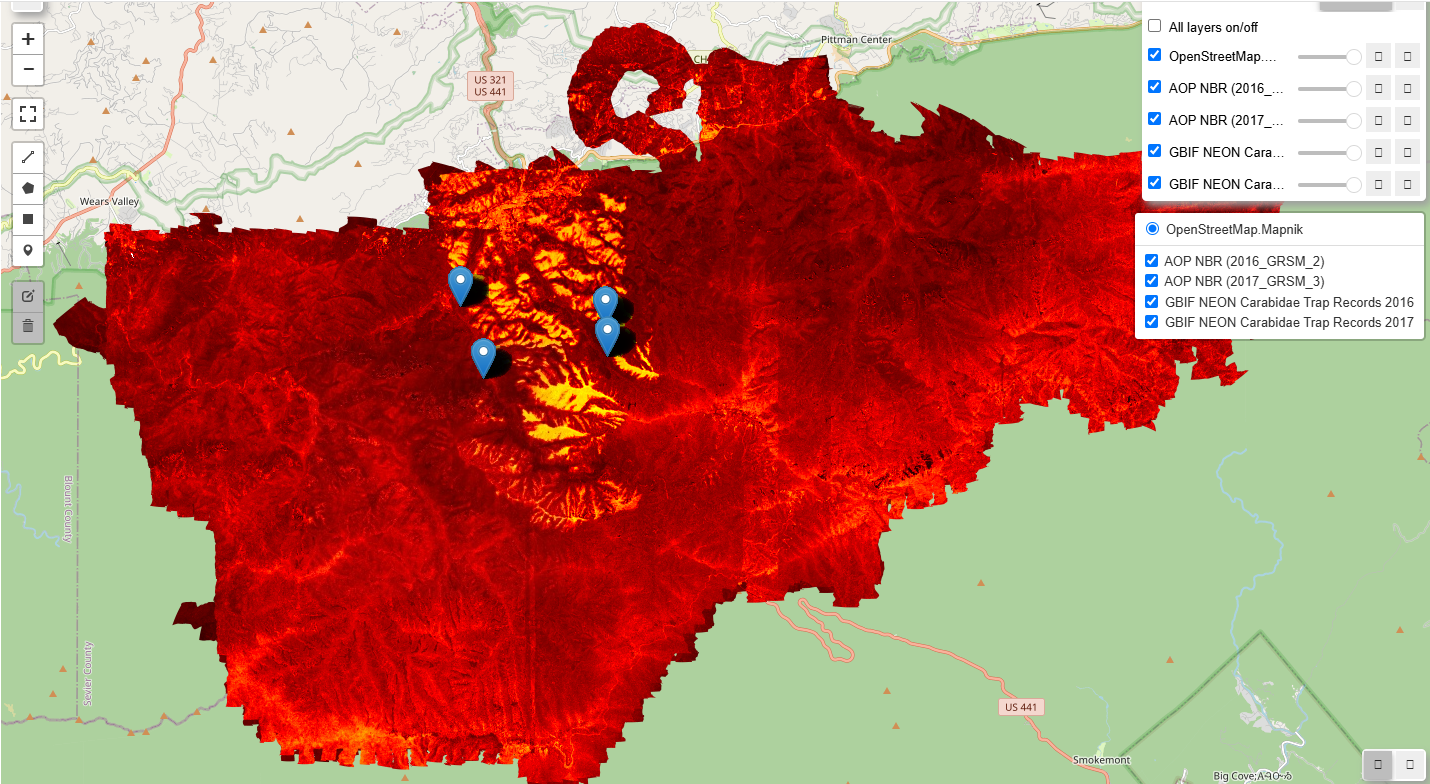 +
−
US 321
US 441
CH
Pittman Center
Wears Valley
Blount County
Sevier County
US 441
Smokemont
Big Cove;
All layers on/off
OpenStreetMap....
AOP NBR (2016_...
AOP NBR (2017_...
GBIF NEON Cara...
GBIF NEON Cara...
OpenStreetMap.Mapnik
AOP NBR (2016_GRSM_2)
AOP NBR (2017_GRSM_3)
GBIF NEON Carabidae Trap Records 2016
GBIF NEON Carabidae Trap Records 2017